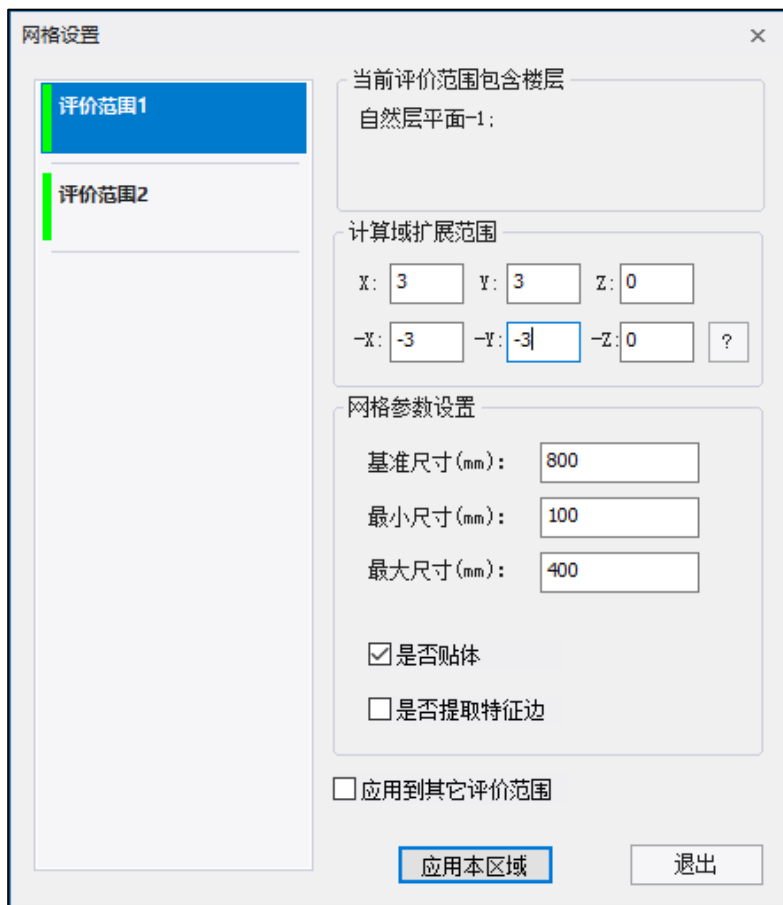 网格设置
×
评价范围1
评价范围2
当前评价范围包含楼层
自然层平面-1;
计算域扩展范围
X: 3 Y: 3 Z: 0
-X: -3 -Y: -3 -Z: 0 ?
网格参数设置
基准尺寸(mm): 800
最小尺寸(mm): 100
最大尺寸(mm): 400
是否贴体
是否提取特征边
应用到其它评价范围
应用本区域 退出